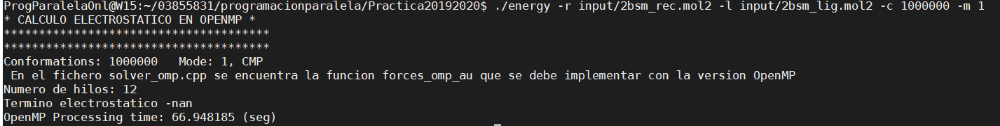 ProgParalelaOnl@W15:~/03855831/programacionparalela/Practica20192020$ ./energy -r input/2bsm_rec.mol2 -l input/2bsm_lig.mol2 -c 1000000 -m 1
* CALCULO ELECTROSTATICO EN OPENMP *
**************************************
**************************************
Conformations: 1000000   Mode: 1, CMP
 En el fichero solver_omp.cpp se encuentra la funcion forces_omp_au que se debe implementar con la version OpenMP
Numero de hilos: 12
Termino electrostatico -nan
OpenMP Processing time: 66.948185 (seg)